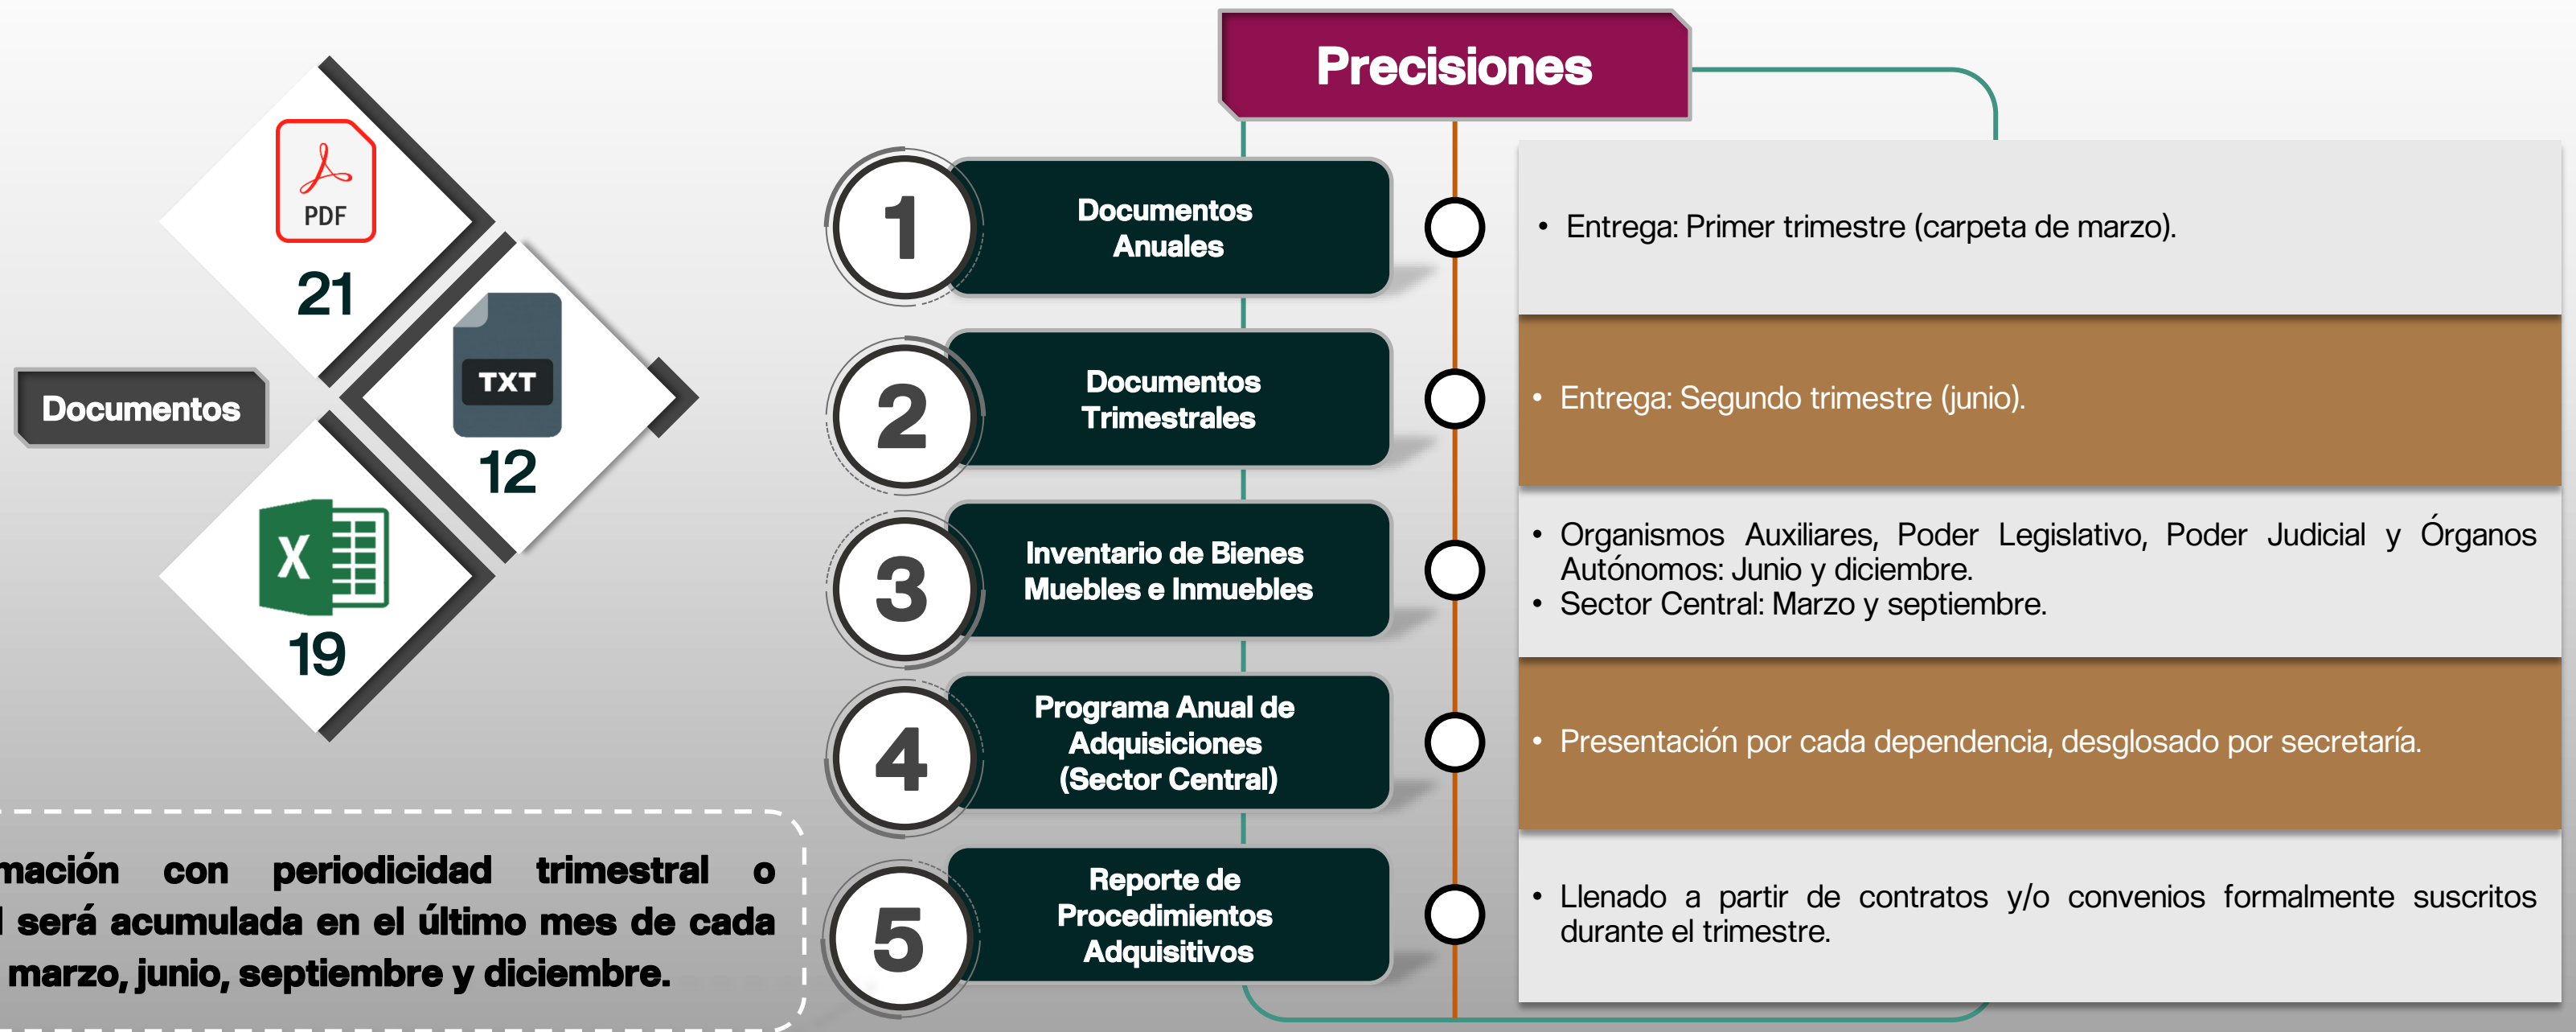 Precisiones
PDF
21
TXT
12
Documentos
X
19
1
Documentos
Anuales
• Entrega: Primer trimestre (carpeta de marzo).
2
Documentos
Trimestrales
• Entrega: Segundo trimestre (junio).
3
Inventario de Bienes
Muebles e Inmuebles
• Organismos Auxiliares, Poder Legislativo, Poder Judicial y Órganos
Autónomos: Junio y diciembre.
• Sector Central: Marzo y septiembre.
4
Programa Anual de
Adquisiciones
(Sector Central)
• Presentación por cada dependencia, desglosado por secretaría.
5
Reporte de
Procedimientos
Adquisitivos
• Llenado a partir de contratos y/o convenios formalmente suscritos
durante el trimestre.
mación con periodicidad trimestral o
l será acumulada en el último mes de cada
marzo, junio, septiembre y diciembre.